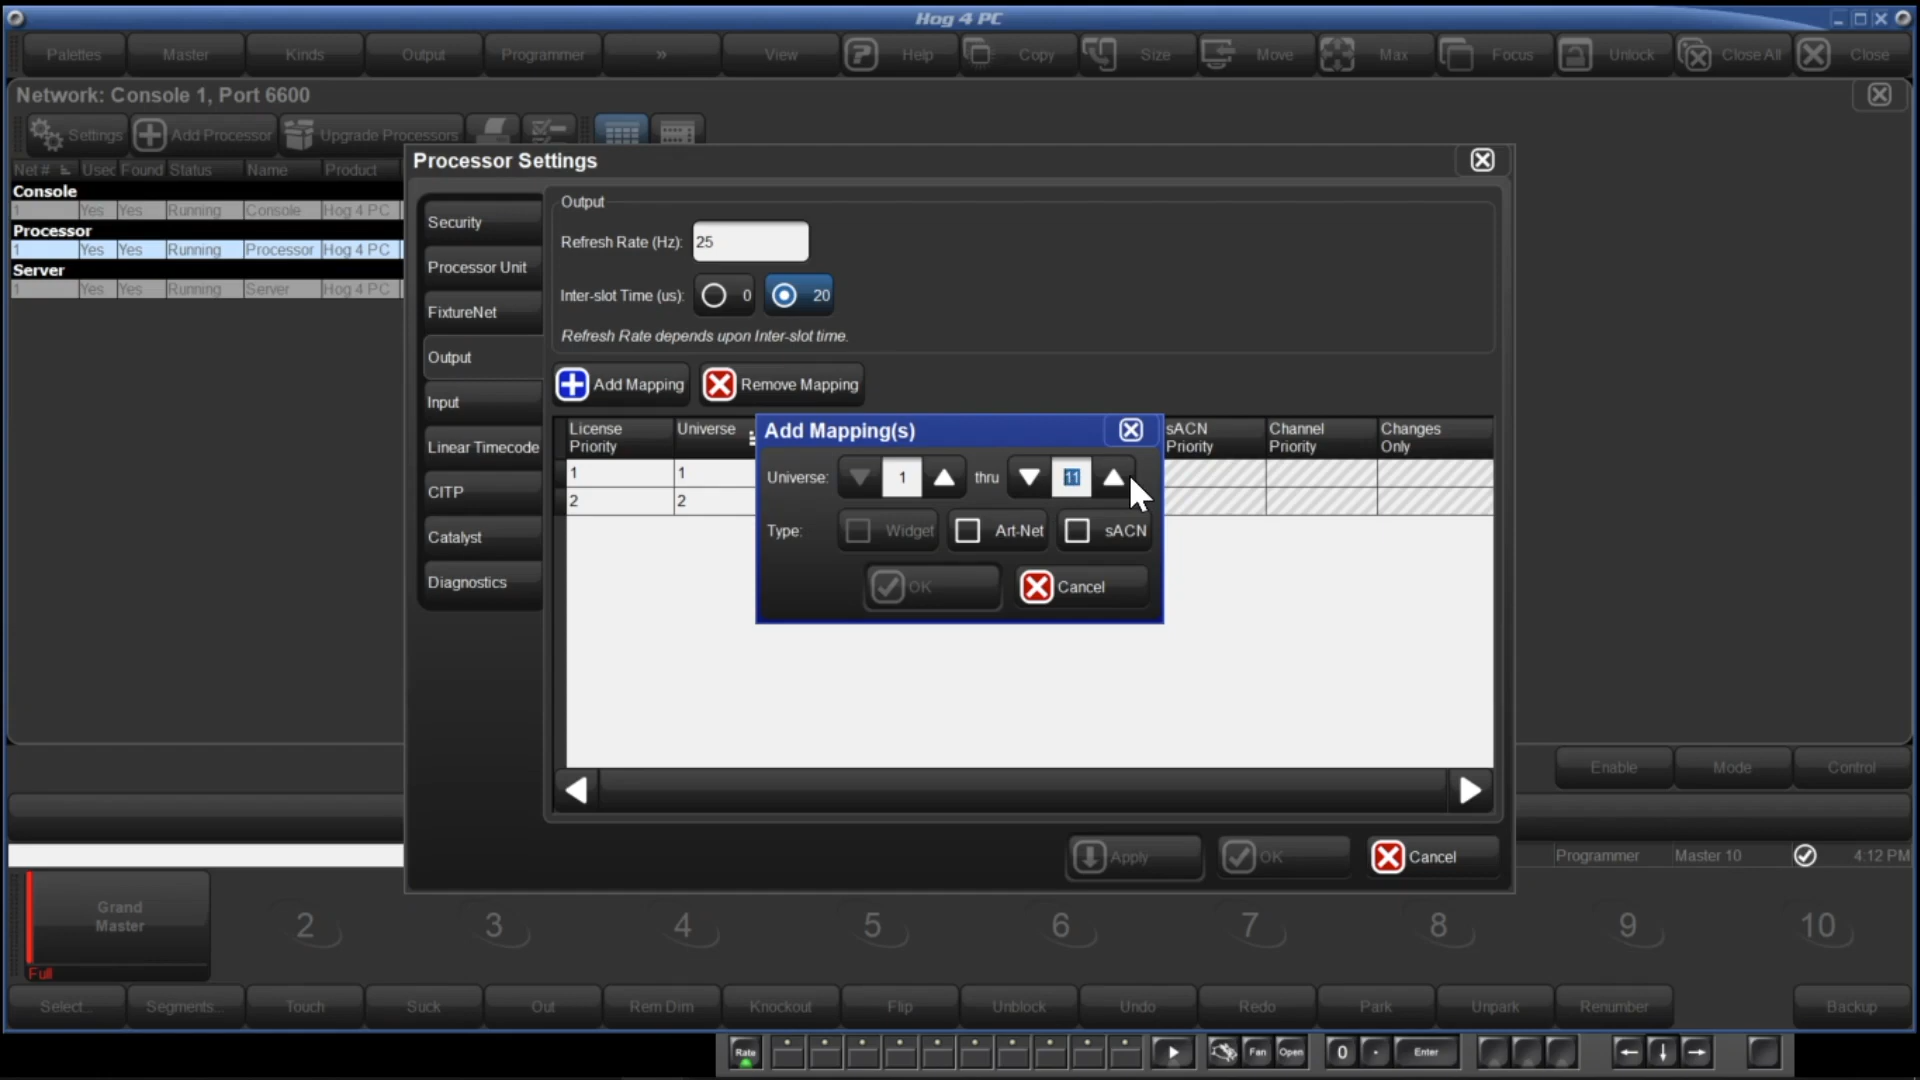 Hog 4 PC
Palettes Master Kinds Output Programmer » View Help Copy Size Move Max Focus Unlock Close All Close
Network: Console 1, Port 6600
Settings Add Processor Upgrade Processors
Net # Used Found Status Name Product
Console
1 Yes Yes Running Console Hog 4 PC
Processor
1 Yes Yes Running Processor Hog 4 PC
Server
1 Yes Yes Running Server Hog 4 PC
Processor Settings
Security
Processor Unit
FixtureNet
Output
Input
Linear Timecode
CITP
Catalyst
Diagnostics
Output
Refresh Rate (Hz): 25
Inter-slot Time (us): 0 20
Refresh Rate depends upon Inter-slot time.
Add Mapping Remove Mapping
License Priority Universe sACN Priority Channel Priority Changes Only
1 1
2 2
Add Mapping(s)
Universe: 1 thru 11
Type: Widget Art-Net sACN
OK Cancel
Apply OK Cancel
Enable Mode Control
Programmer Master 10 4:12 PM
Grand
Master
Full
2 3 4 5 6 7 8 9 10
Select... Segments... Touch Suck Out Rem Dim Knockout Flip Unblock Undo Redo Park Unpark Renumber Backup
Rate Fan Open 0 . Enter